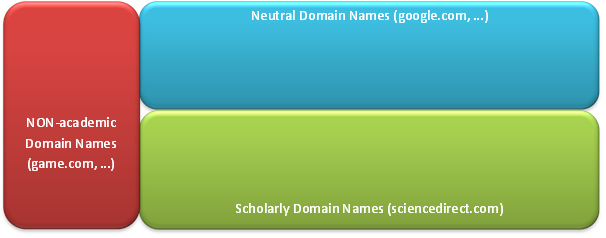 Neutral Domain Names (google.com, ...)
NON-academic
Domain Names
(game.com, ...)
Scholarly Domain Names (sciencedirect.com)